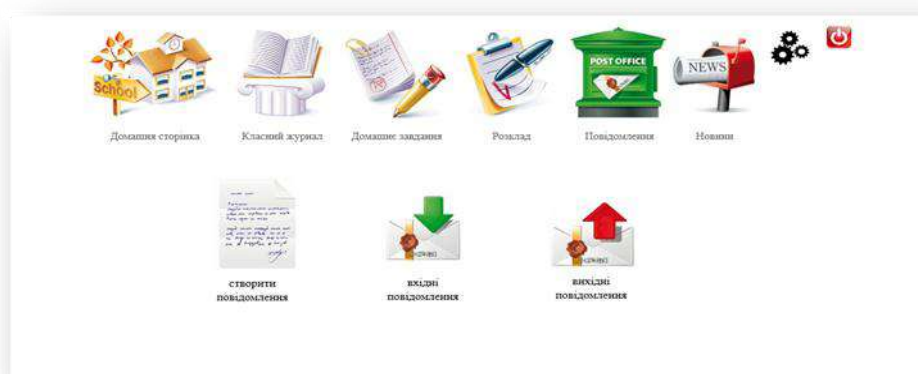 School
POST OFFICE
NEWS
Домашня сторінка
Класний журнал
Домашнє завдання
Розклад
Повідомлення
Новини
створити
повідомлення
вхідні
повідомлення
вихідні
повідомлення